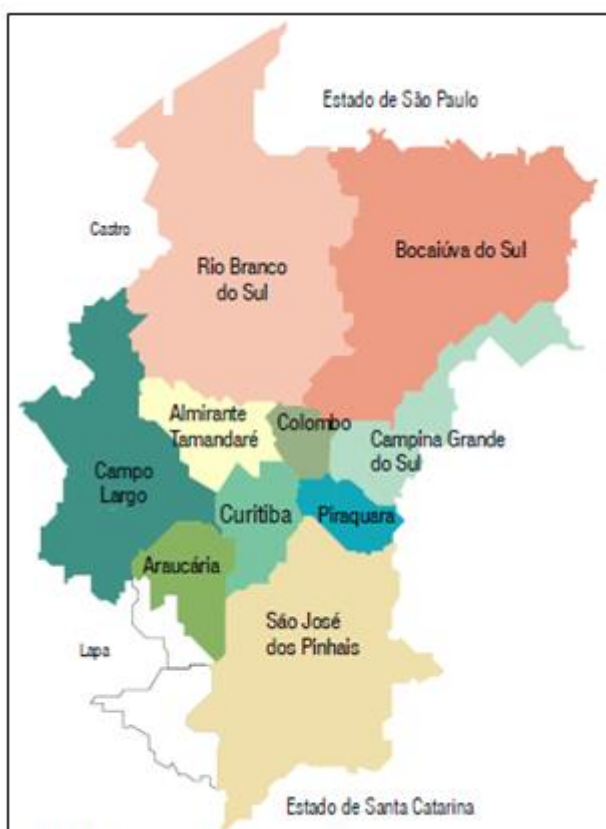 Estado de São Paulo
Castro
Bocaiúva do Sul
Rio Branco
do Sul
Almirante
Tamandaré
Colombo
Campina Grande
do Sul
Campo
Largo
Curitiba
Piraquara
Araucária
São José
dos Pinhais
Lapa
Estado de Santa Catarina